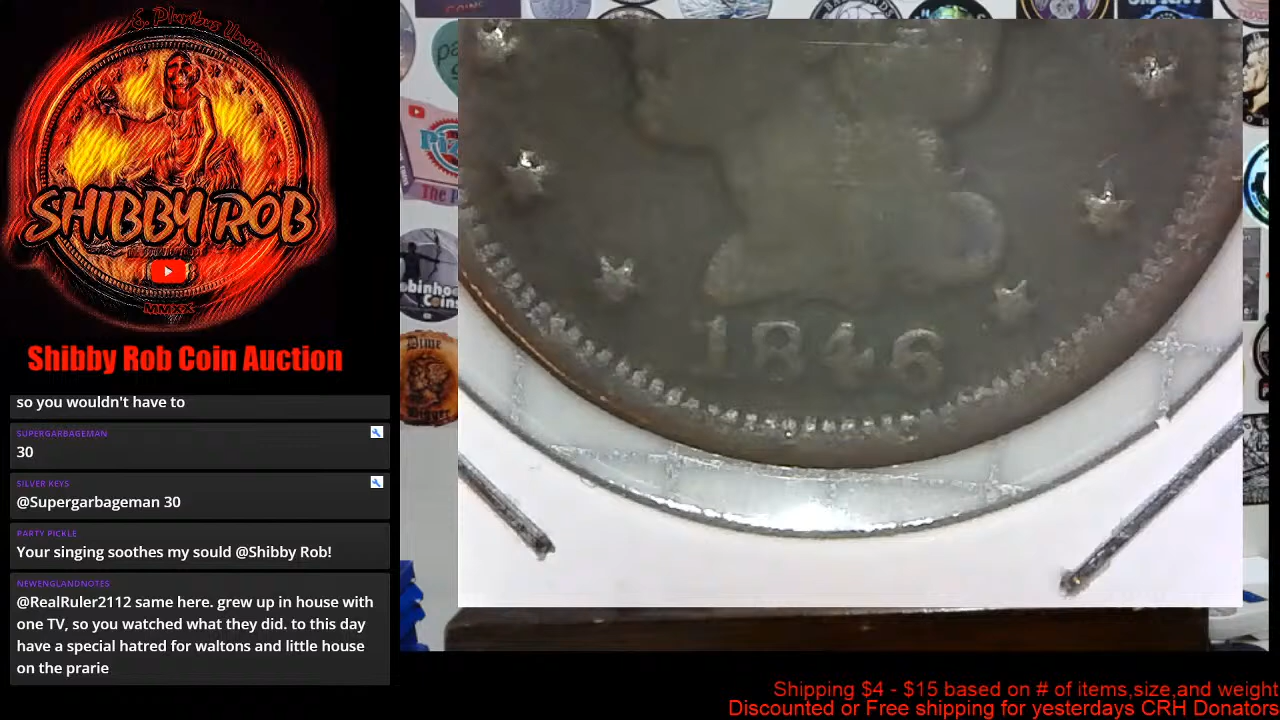 E Pluribus Unum
SHIBBY ROB
MMXX
Shibby Rob Coin Auction
so you wouldn't have to
SUPERGARBAGEMAN
30
SILVER KEYS
@Supergarbageman 30
PARTY PICKLE
Your singing soothes my sould @Shibby Rob!
NEWENGLANDNOTES
@RealRuler2112 same here. grew up in house with
one TV, so you watched what they did. to this day
have a special hatred for waltons and little house
on the prarie
1846
Dime
Shipping $4 - $15 based on # of items,size,and weight
Discounted or Free shipping for yesterdays CRH Donators